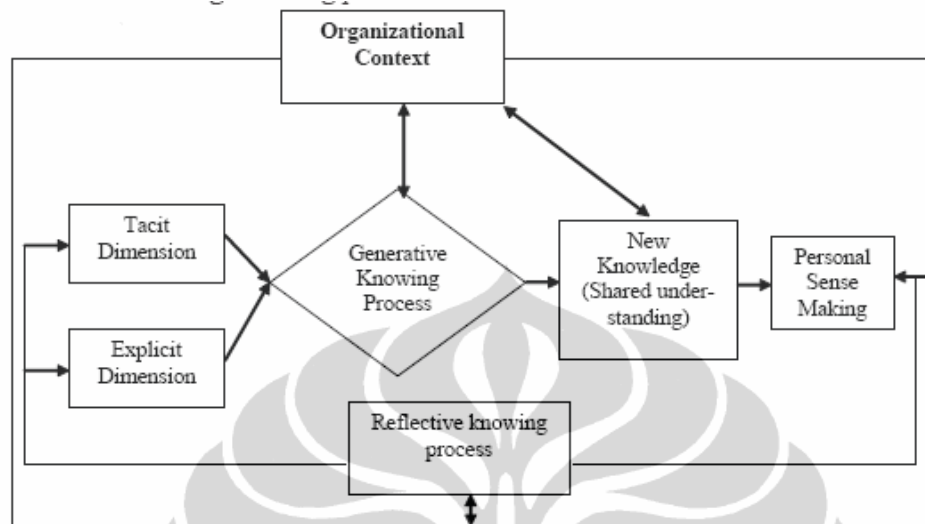 Organizational
Context
Tacit
Dimension
Generative
Knowing
Process
New
Knowledge
(Shared under-
standing)
Personal
Sense
Making
Explicit
Dimension
Reflective knowing
process